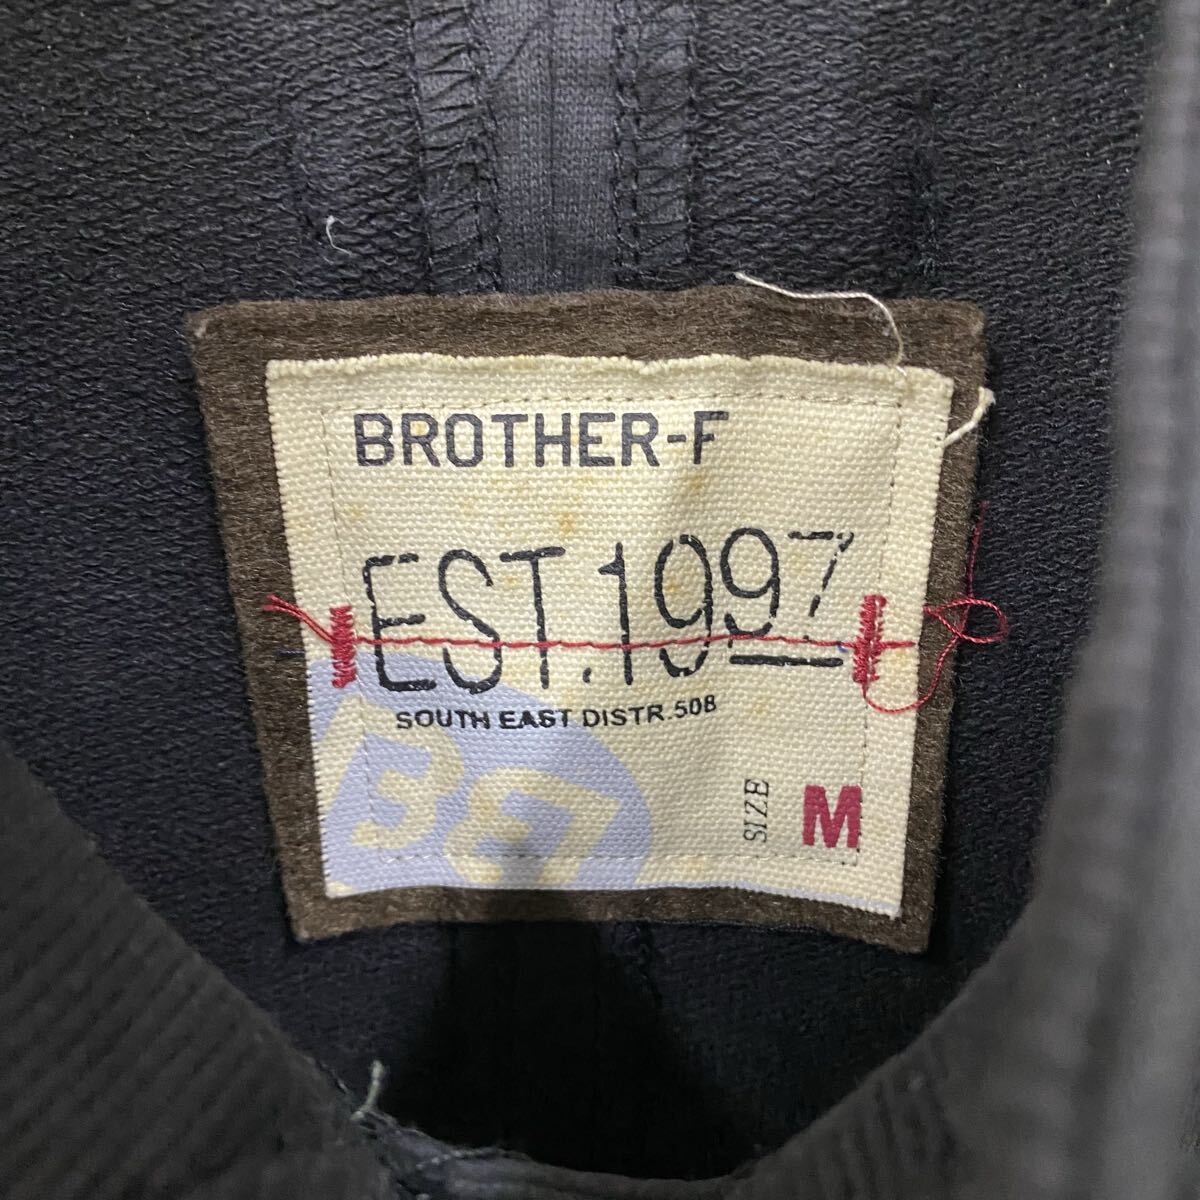 BROTHER-F
EST.1997
SOUTH EAST DISTR.508
SIZE M